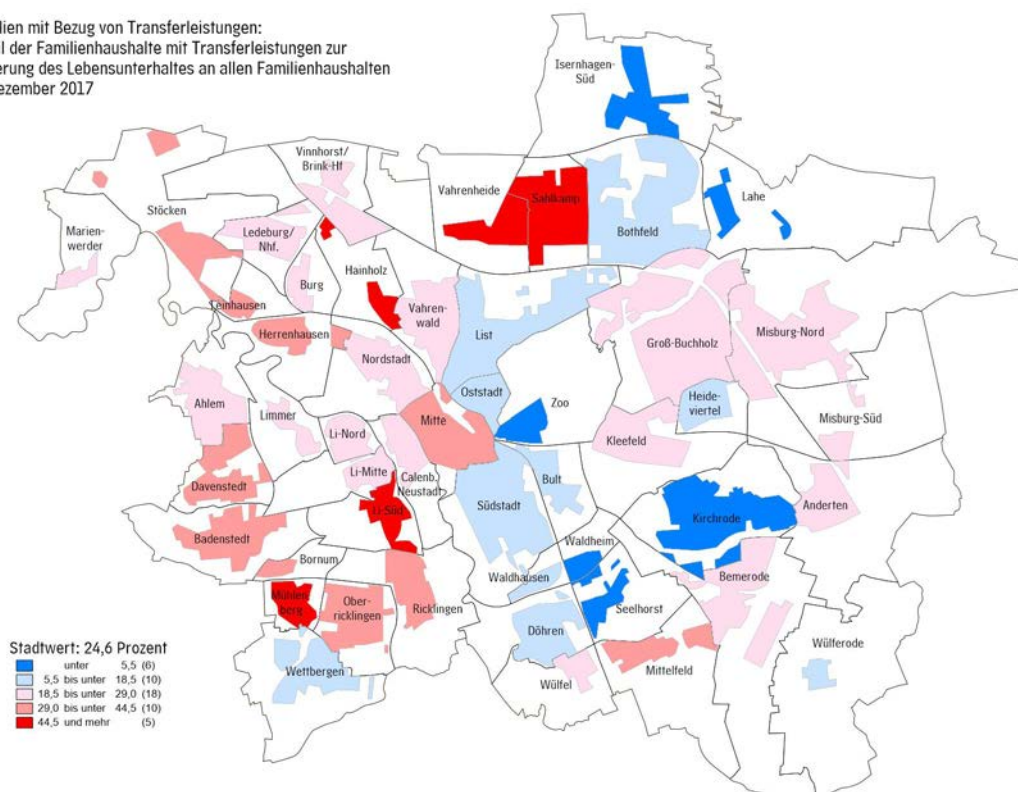 lien mit Bezug von Transferleistungen:
l der Familienhaushalte mit Transferleistungen zur
erung des Lebensunterhaltes an allen Familienhaushalten
ezember 2017
Isernhagen-
Süd
Vinnhorst/
Brink-Hf
Vahrenheide
Sahlkamp
Lahe
Stöcken
Marien-
werder
Ledeburg/
Nhf.
Bothfeld
Hainholz
Burg
Leinhausen
Vahren-
wald
Herrenhausen
List
Groß-Buchholz
Misburg-Nord
Nordstadt
Oststadt
Heide-
viertel
Ahlem
Limmer
Mitte
Zoo
Misburg-Süd
Li-Nord
Kleefeld
Li-Mitte
Calenb.
Neustadt
Davenstedt
Bult
Südstadt
Anderten
Li-Süd
Kirchrode
Badenstedt
Waldheim
Bornum
Waldhausen
Bemerode
Mühlen-
berg
Ober-
ricklingen
Ricklingen
Seelhorst
Döhren
Wülferode
Wettbergen
Mittelfeld
Wülfel
Stadtwert: 24,6 Prozent
unter 5,5 (6)
5,5 bis unter 18,5 (10)
18,5 bis unter 29,0 (18)
29,0 bis unter 44,5 (10)
44,5 und mehr (5)